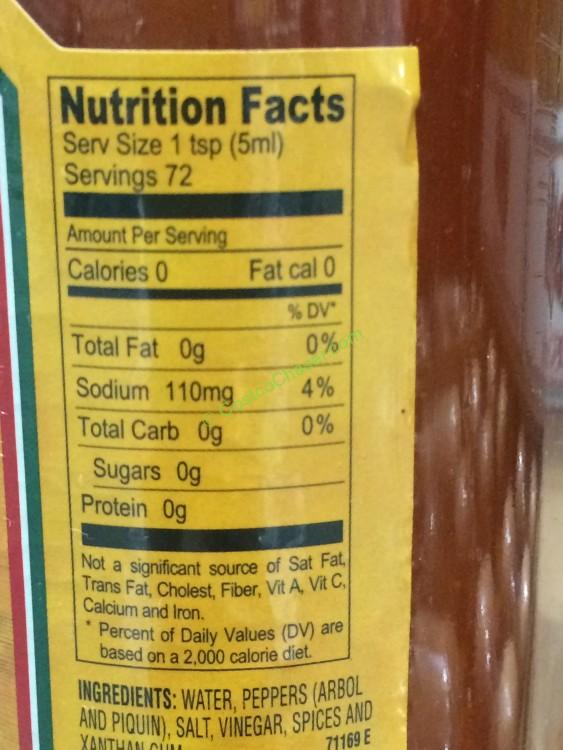 Nutrition Facts
Serv Size 1 tsp (5ml)
Servings 72
Amount Per Serving
Calories 0 Fat cal 0
% DV*
Total Fat 0g 0%
Sodium 110mg 4%
Total Carb 0g 0%
Sugars 0g
Protein 0g
Not a significant source of Sat Fat,
Trans Fat, Cholest, Fiber, Vit A, Vit C,
Calcium and Iron.
* Percent of Daily Values (DV) are
based on a 2,000 calorie diet.
INGREDIENTS: WATER, PEPPERS (ARBOL
AND PIQUIN), SALT, VINEGAR, SPICES AND
XANTHAN GUM 71169 E